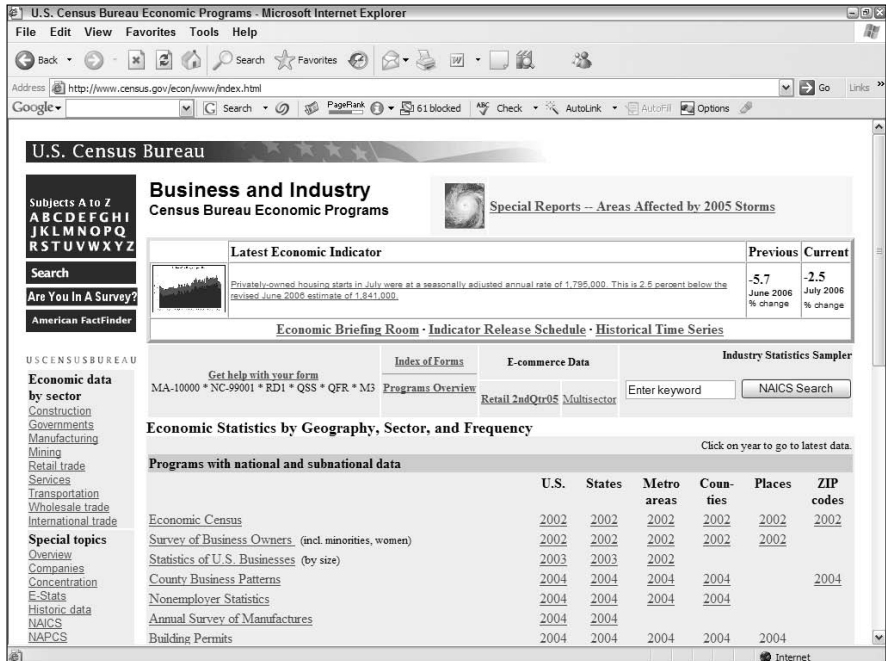 U.S. Census Bureau Economic Programs - Microsoft Internet Explorer
File Edit View Favorites Tools Help
Back Search Favorites
Address http://www.census.gov/econ/www/index.html Go Links »
Google Search PageRank 61 blocked ABC Check AutoLink AutoFill Options
U.S. Census Bureau
Subjects A to Z
A B C D E F G H I
J K L M N O P Q
R S T U V W X Y Z
Search
Are You In A Survey?
American FactFinder
USCENSUSBUREAU
Economic data
by sector
Construction
Governments
Manufacturing
Mining
Retail trade
Services
Transportation
Wholesale trade
International trade
Special topics
Overview
Companies
Concentration
E-Stats
Historic data
NAICS
NAPCS
Business and Industry
Census Bureau Economic Programs
Special Reports -- Areas Affected by 2005 Storms
Latest Economic Indicator Previous Current
Privately-owned housing starts in July were at a seasonally adjusted annual rate of 1,795,000. This is 2.5 percent below the
revised June 2006 estimate of 1,841,000.
-5.7
June 2006
% change
-2.5
July 2006
% change
Economic Briefing Room · Indicator Release Schedule · Historical Time Series
Get help with your form
MA-10000 * NC-99001 * RD1 * QSS * QFR * M3
Index of Forms
Programs Overview
E-commerce Data
Retail 2ndQtr05 Multisector
Industry Statistics Sampler
Enter keyword NAICS Search
Economic Statistics by Geography, Sector, and Frequency
Click on year to go to latest data.
Programs with national and subnational data
U.S. States Metro areas Coun-ties Places ZIP codes
Economic Census 2002 2002 2002 2002 2002 2002
Survey of Business Owners (incl. minorities, women) 2002 2002 2002 2002 2002
Statistics of U.S. Businesses (by size) 2003 2003 2002
County Business Patterns 2004 2004 2004 2004 2004
Nonemployer Statistics 2004 2004 2004 2004
Annual Survey of Manufactures 2004 2004
Building Permits 2004 2004 2004 2004 2004
Internet